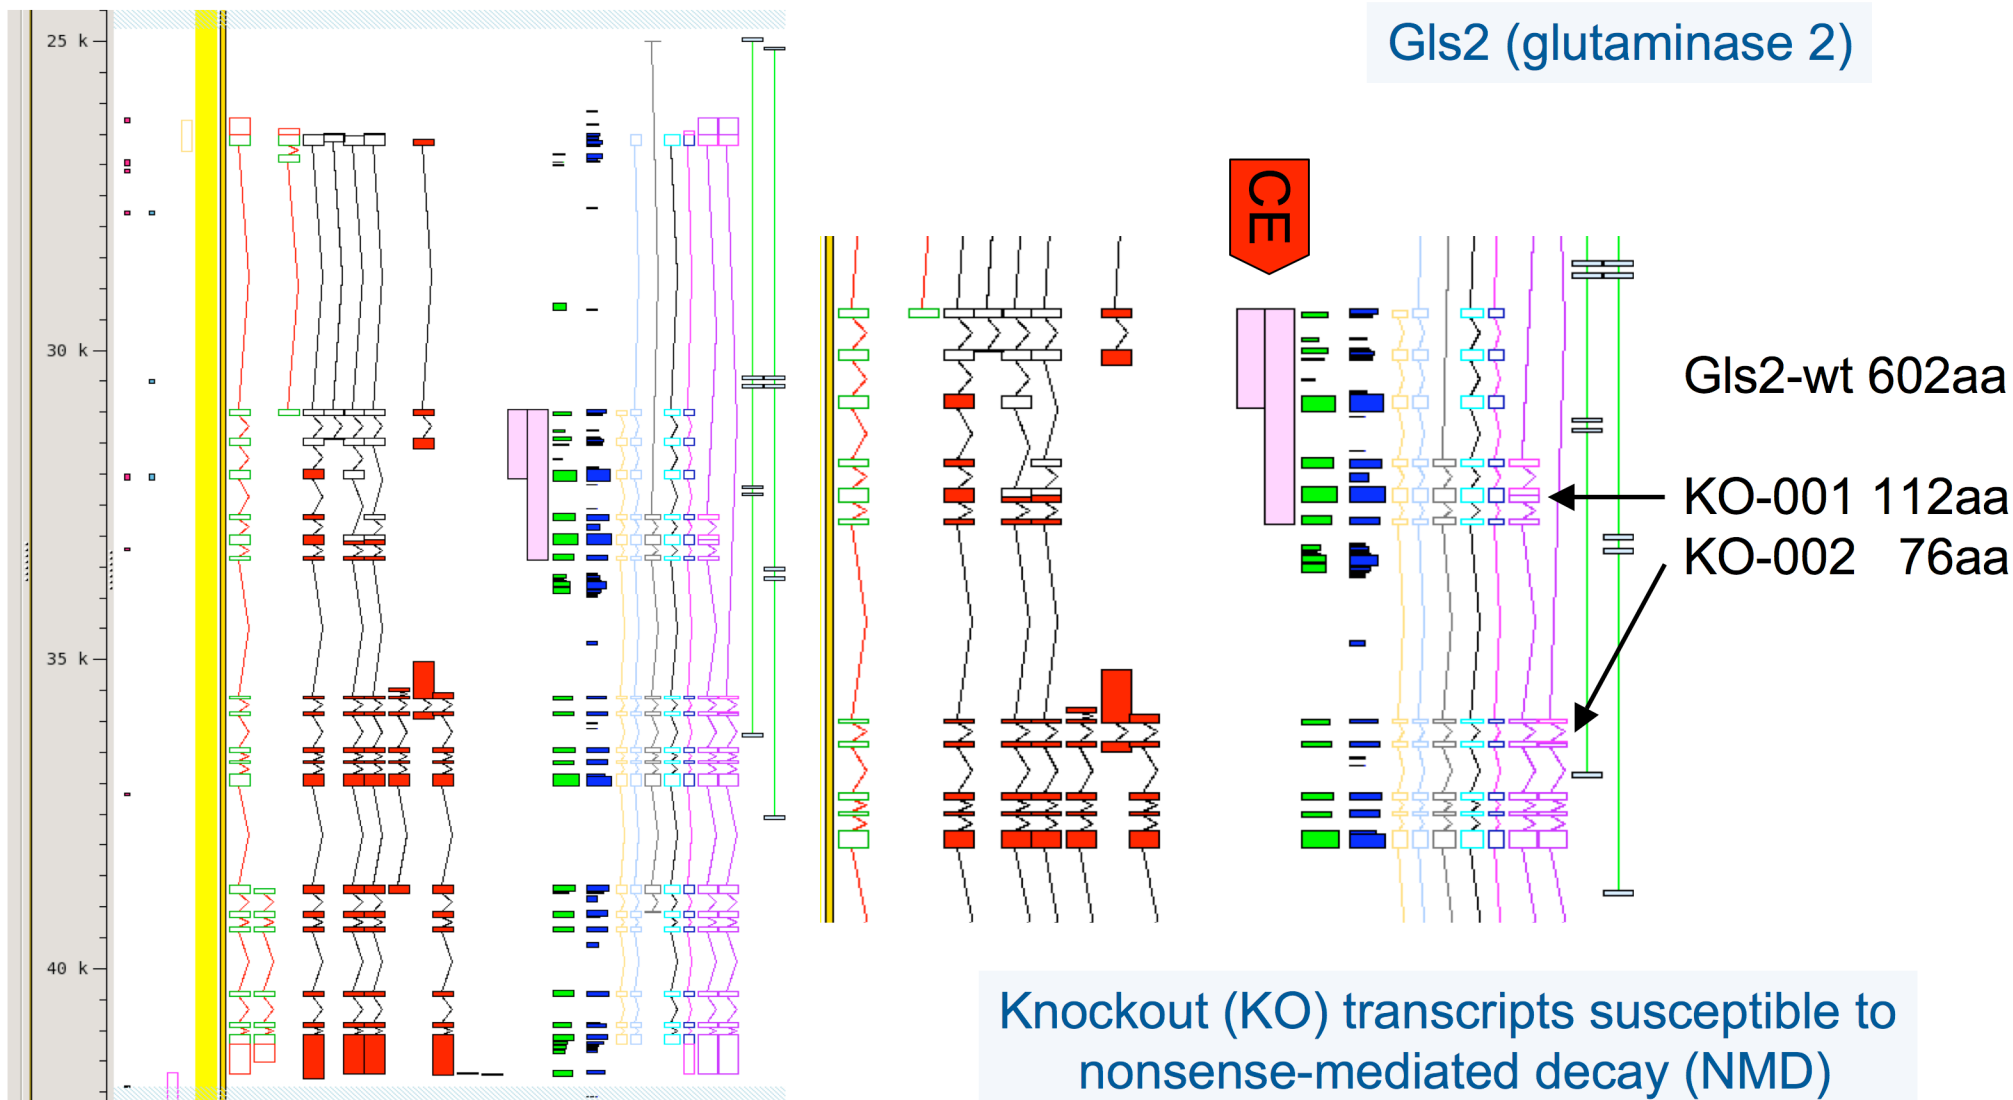 Gls2 (glutaminase 2)
25 k
30 k
35 k
40 k
CE
Gls2-wt 602aa
KO-001 112aa
KO-002 76aa
Knockout (KO) transcripts susceptible to
nonsense-mediated decay (NMD)